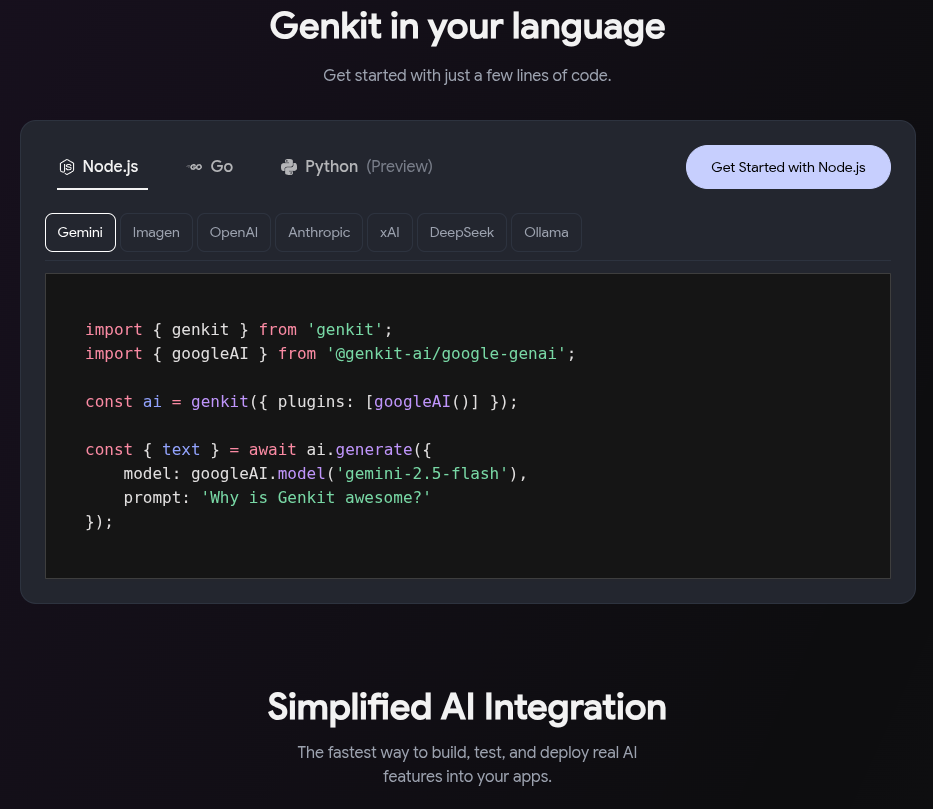 Genkit in your language
Get started with just a few lines of code.
Node.js Go Python (Preview) Get Started with Node.js
Gemini Imagen OpenAI Anthropic xAI DeepSeek Ollama
import { genkit } from 'genkit';
import { googleAI } from '@genkit-ai/google-genai';
const ai = genkit({ plugins: [googleAI()] });
const { text } = await ai.generate({
    model: googleAI.model('gemini-2.5-flash'),
    prompt: 'Why is Genkit awesome?'
});
Simplified AI Integration
The fastest way to build, test, and deploy real AI
features into your apps.